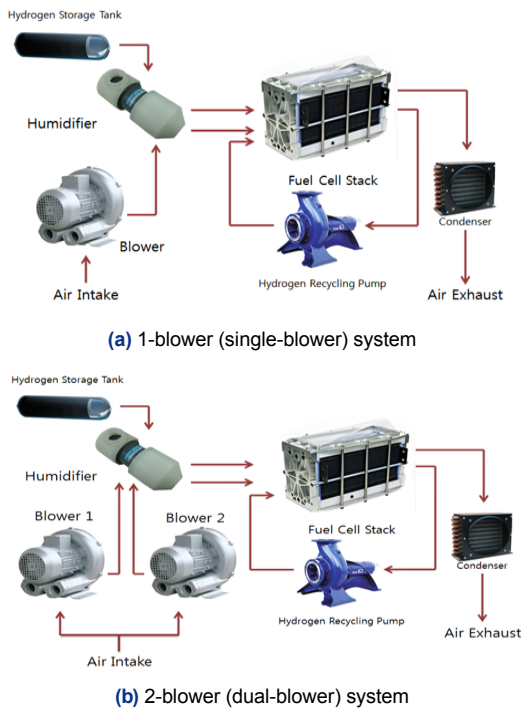 Hydrogen Storage Tank
Humidifier
Blower
Air Intake
Fuel Cell Stack
Hydrogen Recycling Pump
Condenser
Air Exhaust
(a) 1-blower (single-blower) system
Hydrogen Storage Tank
Humidifier
Blower 1
Blower 2
Air Intake
Fuel Cell Stack
Hydrogen Recycling Pump
Condenser
Air Exhaust
(b) 2-blower (dual-blower) system